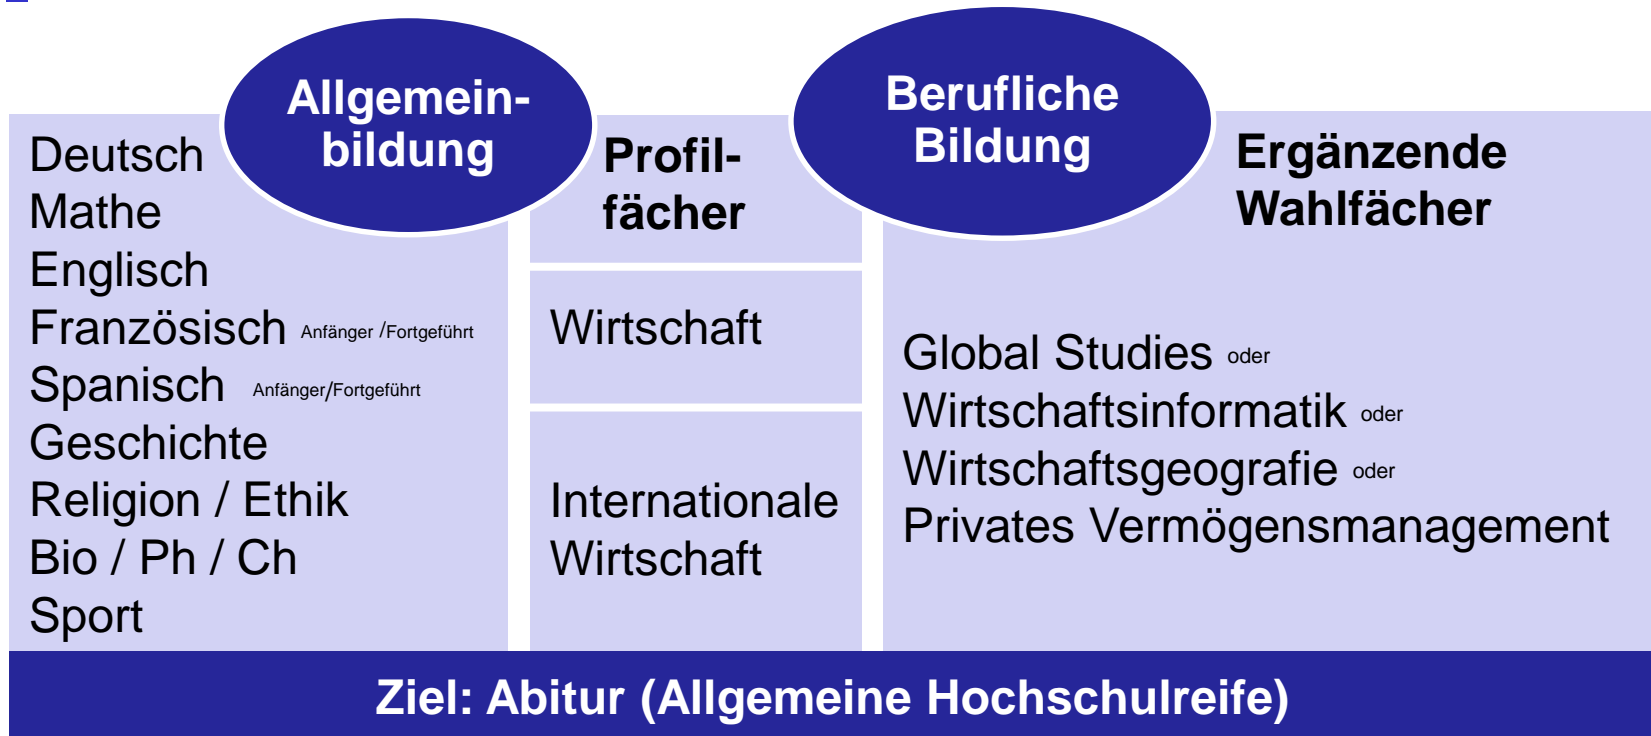 Allgemein-
bildung
Deutsch
Mathe
Englisch
Französisch Anfänger /Fortgeführt
Spanisch Anfänger/Fortgeführt
Geschichte
Religion / Ethik
Bio / Ph / Ch
Sport
Profil-
fächer
Wirtschaft
Internationale
Wirtschaft
Berufliche
Bildung
Ergänzende
Wahlfächer
Global Studies oder
Wirtschaftsinformatik oder
Wirtschaftsgeografie oder
Privates Vermögensmanagement
Ziel: Abitur (Allgemeine Hochschulreife)